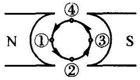 ④
N ① ③ S
②